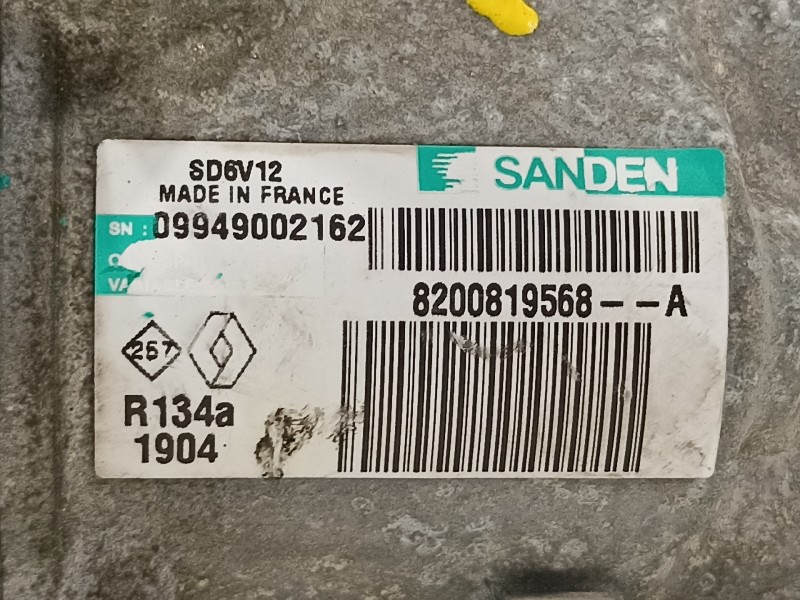 SD6V12
SANDEN
MADE IN FRANCE
SN : 09949002162
8200819568--A
257
R134a
1904